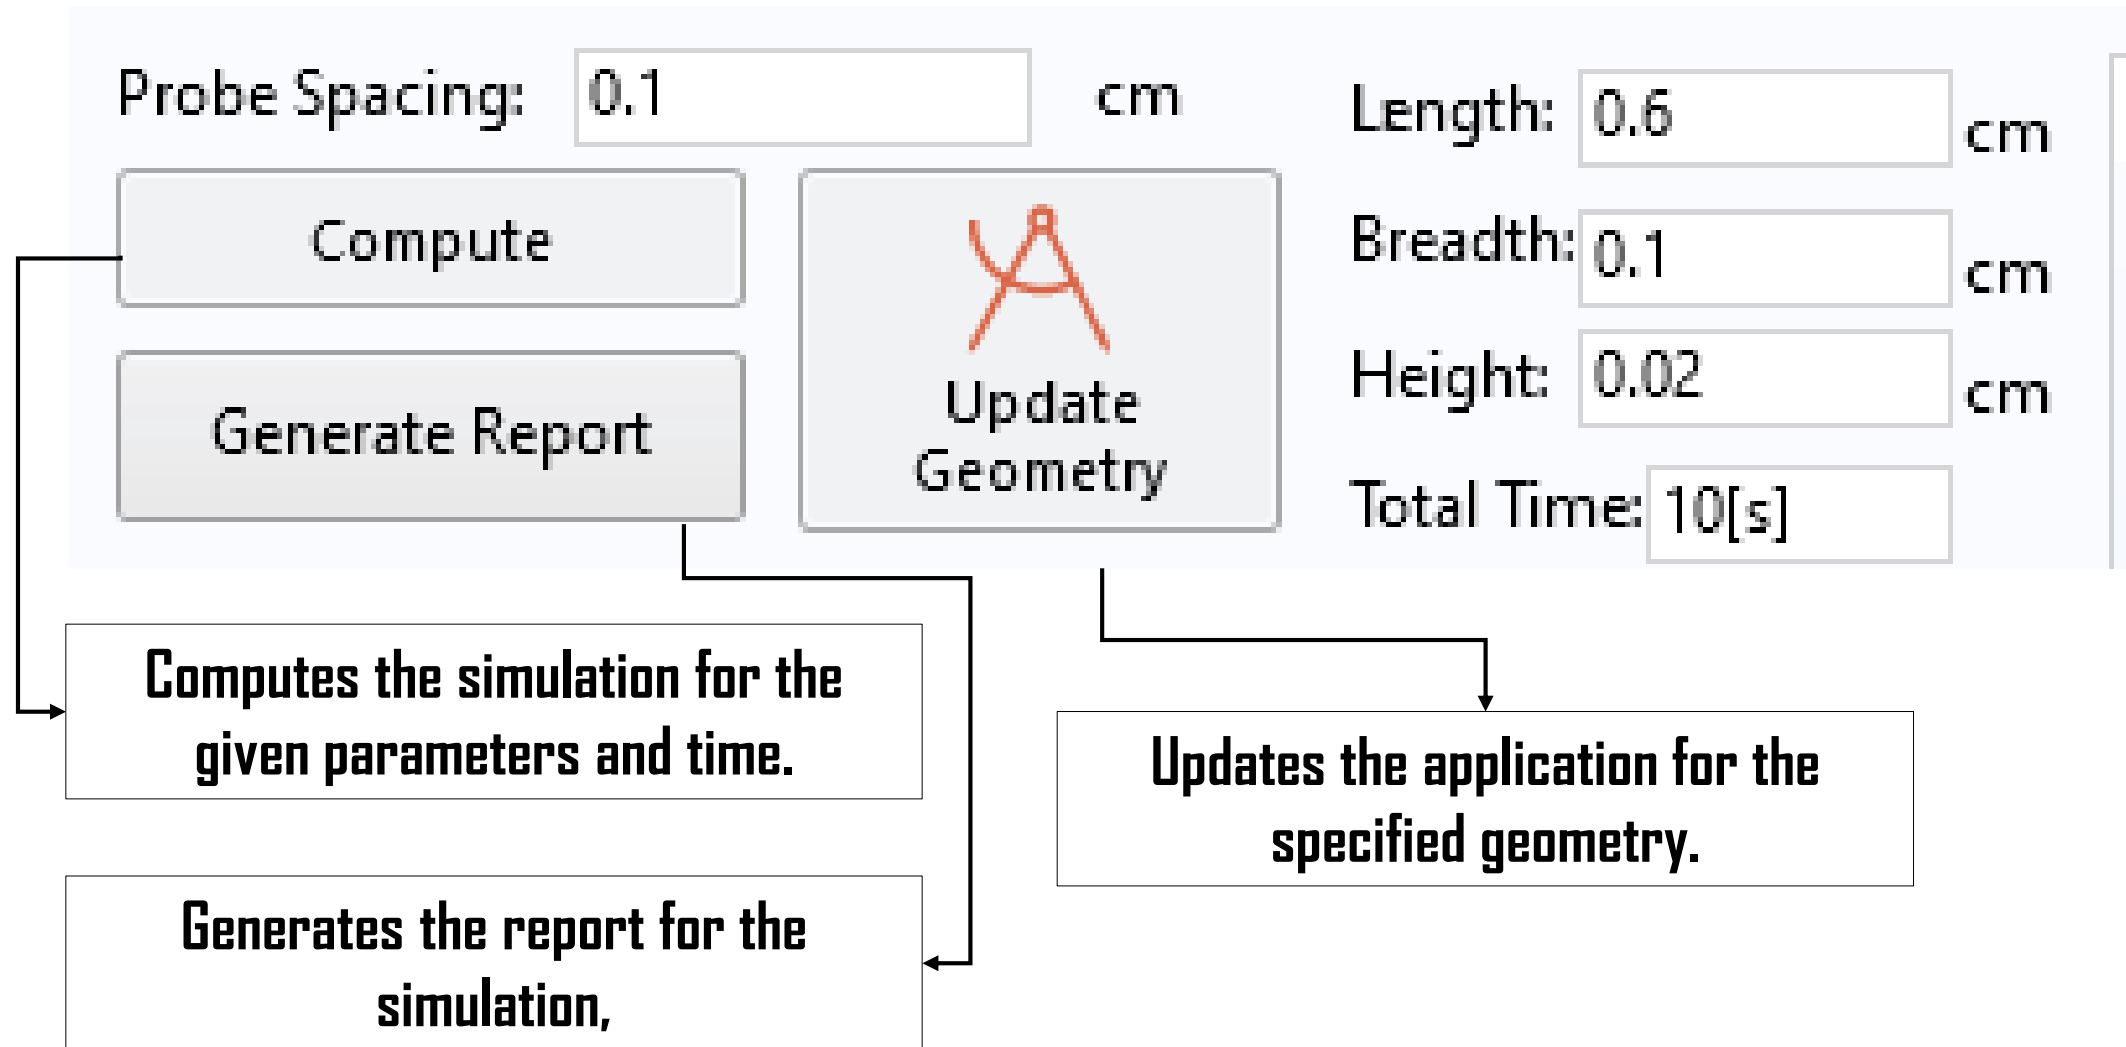 Probe Spacing: 0.1 cm
Length: 0.6 cm
Compute
Breadth: 0.1 cm
Generate Report
Update
Geometry
Height: 0.02 cm
Total Time: 10[s]
Computes the simulation for the
given parameters and time.
Updates the application for the
specified geometry.
Generates the report for the
simulation,